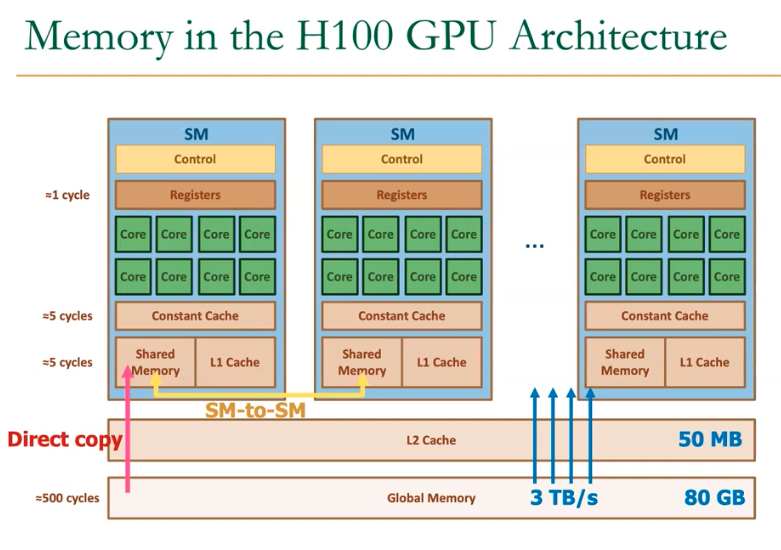 Memory in the H100 GPU Architecture
SM SM SM
Control Control Control
≈1 cycle Registers Registers Registers
Core Core Core Core Core Core Core Core Core Core Core Core
...
Core Core Core Core Core Core Core Core Core Core Core Core
≈5 cycles Constant Cache Constant Cache Constant Cache
≈5 cycles Shared Memory L1 Cache Shared Memory L1 Cache Shared Memory L1 Cache
SM-to-SM
Direct copy L2 Cache 50 MB
≈500 cycles Global Memory 3 TB/s 80 GB